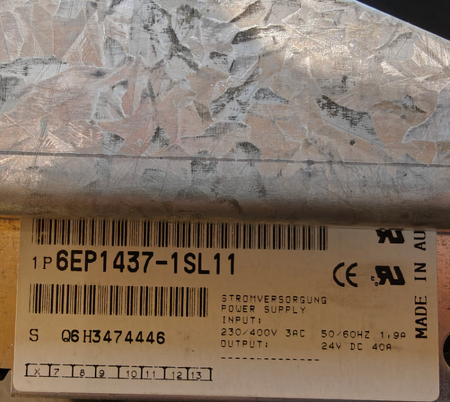 1P 6EP1437-1SL11
STROMVERSORGUNG
POWER SUPPLY
INPUT:
230/400V 3AC 50/60HZ 1,9A
OUTPUT: 24V DC 40A
S Q6H3474446
X 7 8 9 10 11 12 13
CE
MADE IN AU